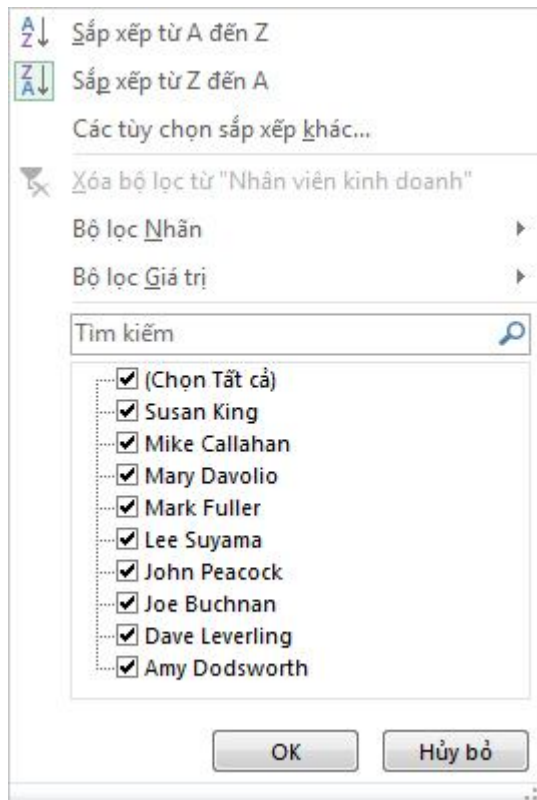 Sắp xếp từ A đến Z
Sắp xếp từ Z đến A
Các tùy chọn sắp xếp khác...
Xóa bộ lọc từ "Nhân viên kinh doanh"
Bộ lọc Nhãn
Bộ lọc Giá trị
Tìm kiếm
(Chọn Tất cả)
Susan King
Mike Callahan
Mary Davolio
Mark Fuller
Lee Suyama
John Peacock
Joe Buchnan
Dave Leverling
Amy Dodsworth
OK Hủy bỏ